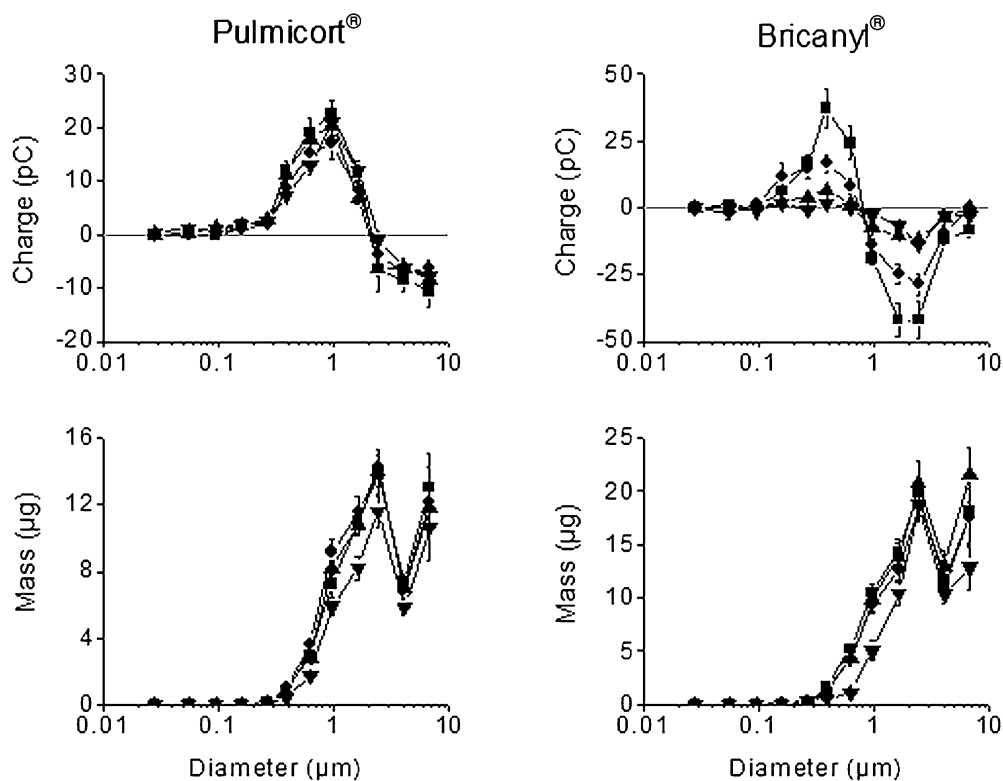 Pulmicort®
Bricanyl®
Charge (pC)
30
20
10
0
-10
-20
0.01 0.1 1 10
Charge (pC)
50
25
0
-25
-50
0.01 0.1 1 10
Mass (µg)
16
12
8
4
0
0.01 0.1 1 10
Diameter (µm)
Mass (µg)
25
20
15
10
5
0
0.01 0.1 1 10
Diameter (µm)